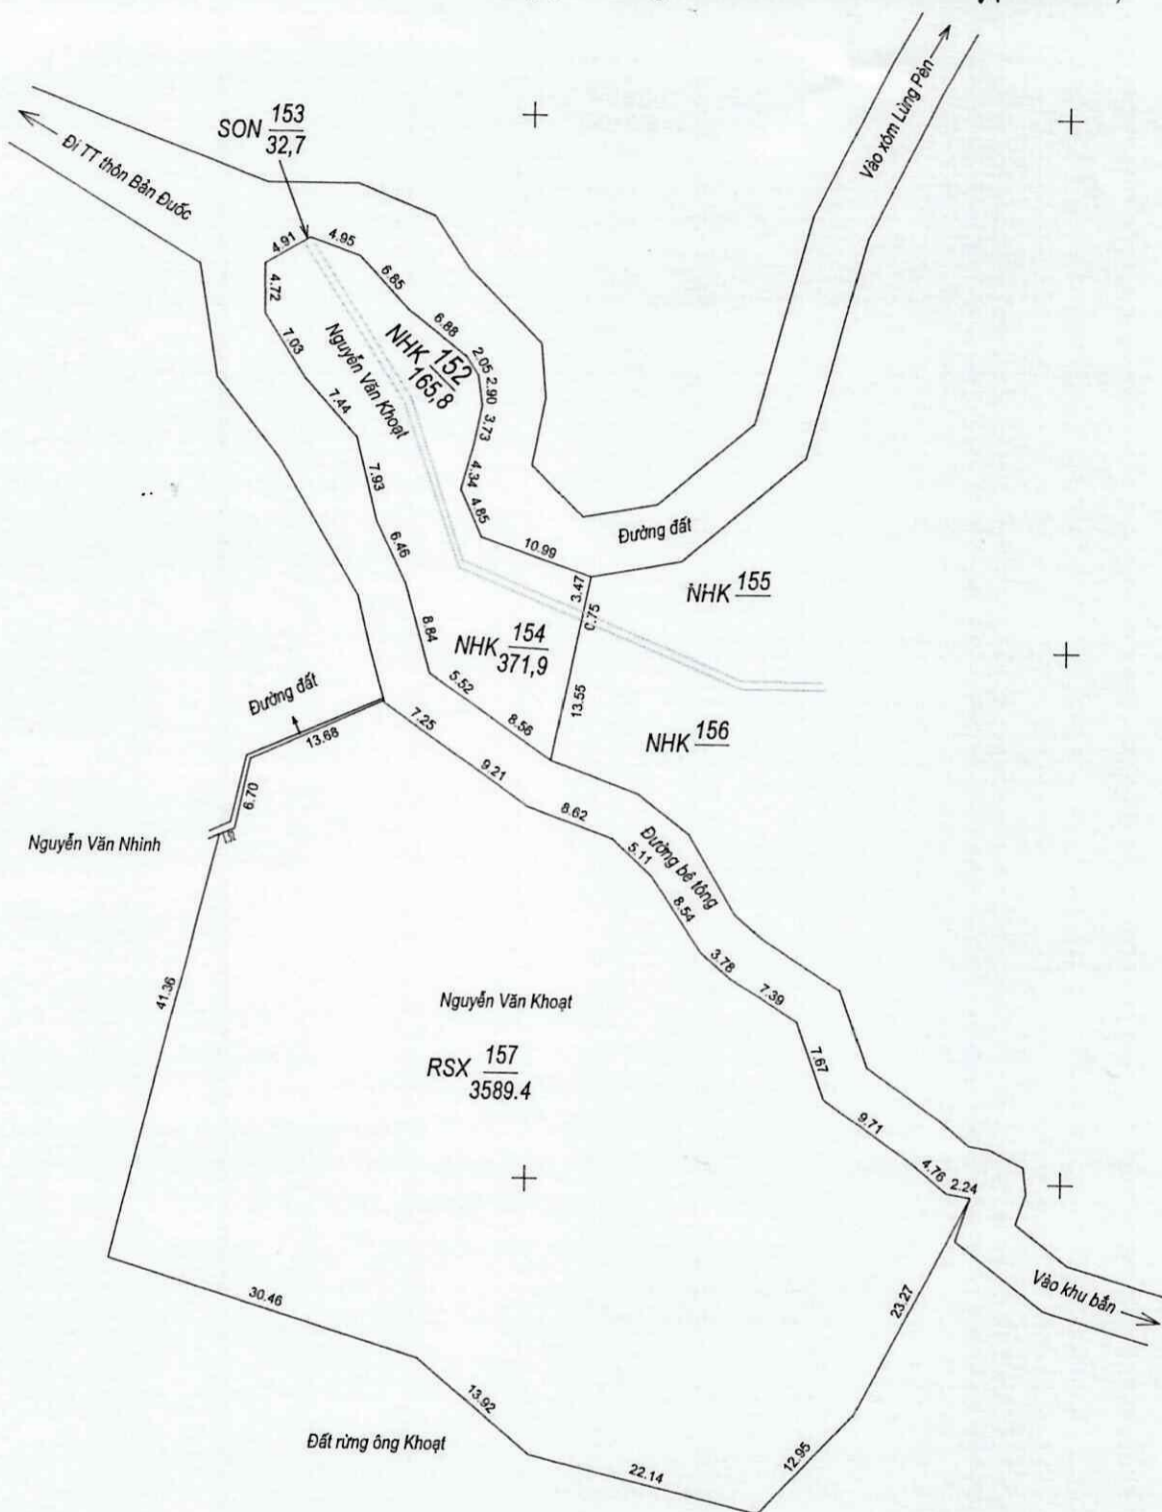 SON 153
32,7
Đi TT thôn Bản Đuốc
Vào xóm Lùng Pèn
4.91
4.95
6.85
6.88
2.05
2.90
3.73
4.34
4.85
10.99
4.72
7.03
7.44
7.93
6.46
8.84
5.52
8.56
Nguyễn Văn Khoạt
NHK 152
165,8
Đường đất
3.47
0.75
13.55
NHK 155
NHK 154
371,9
NHK 156
Đường đất
13.68
6.70
7.25
9.21
8.62
5.11
8.54
3.78
7.39
7.67
9.71
4.76
2.24
Đường bê tông
Nguyễn Văn Nhinh
41.36
Nguyễn Văn Khoạt
RSX 157
3589.4
Vào khu bắn
23.27
30.46
13.92
22.14
12.95
Đất rừng ông Khoạt